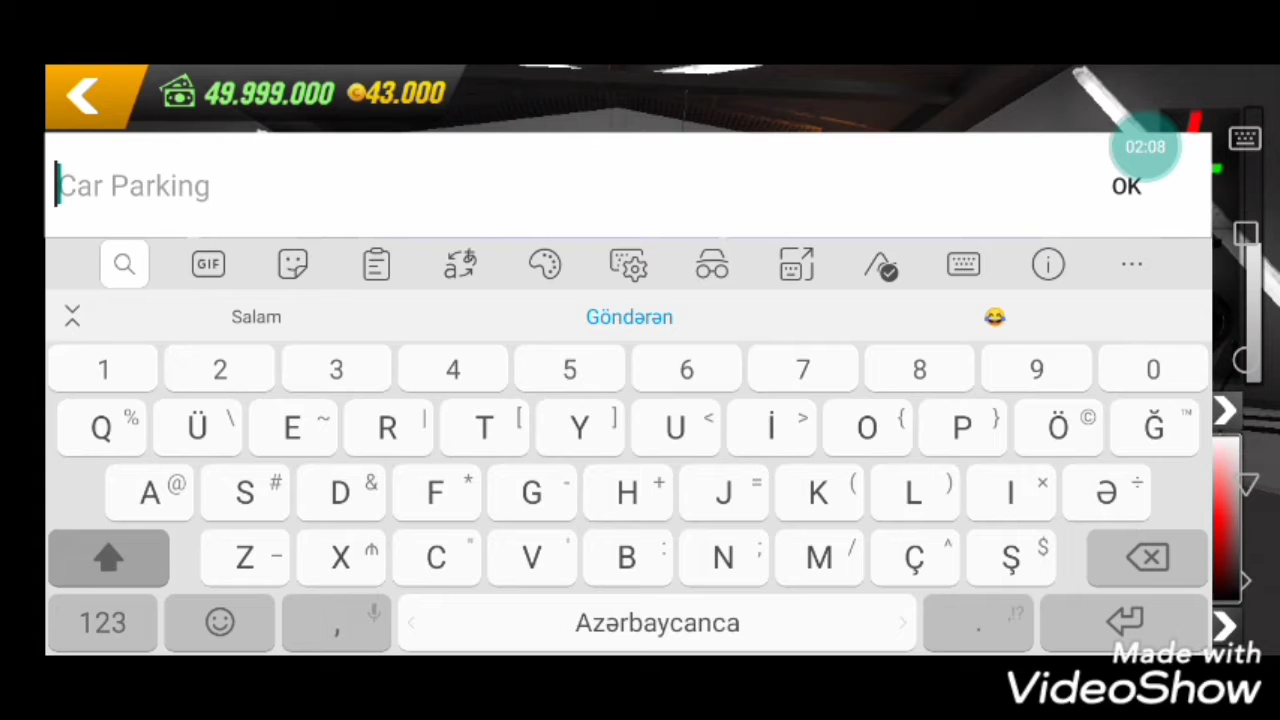 49.999.000 43.000
02:08
Car Parking
OK
GIF
Salam Göndərən 😂
1 2 3 4 5 6 7 8 9 0
Q % Ü \ E ~ R | T [ Y ] U < İ > O { P } Ö © Ğ ™
A @ S # D & F * G - H + J = K ( L ) I × Ə ÷
Z – X ₼ C " V ' B : N ; M / Ç ^ Ş $
123 , Azərbaycanca . ,!?
Made with
VideoShow